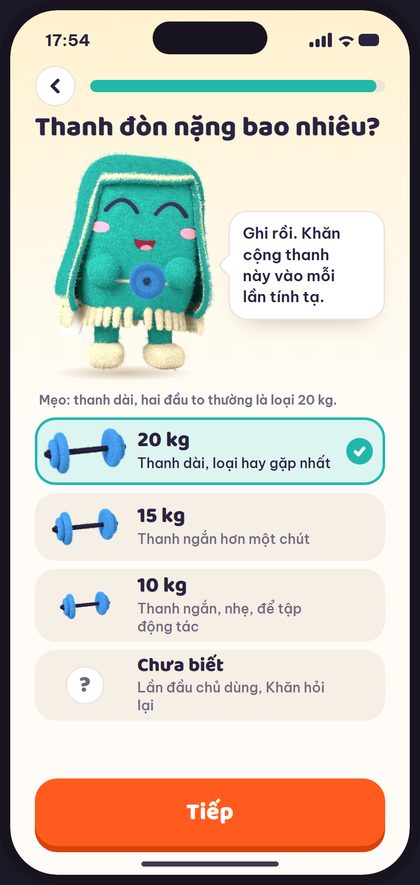 17:54
Thanh đòn nặng bao nhiêu?
Ghi rồi. Khăn
cộng thanh
này vào mỗi
lần tính tạ.
Mẹo: thanh dài, hai đầu to thường là loại 20 kg.
20 kg
Thanh dài, loại hay gặp nhất
15 kg
Thanh ngắn hơn một chút
10 kg
Thanh ngắn, nhẹ, để tập
động tác
Chưa biết
?
Lần đầu chủ dùng, Khăn hỏi
lại
Tiếp